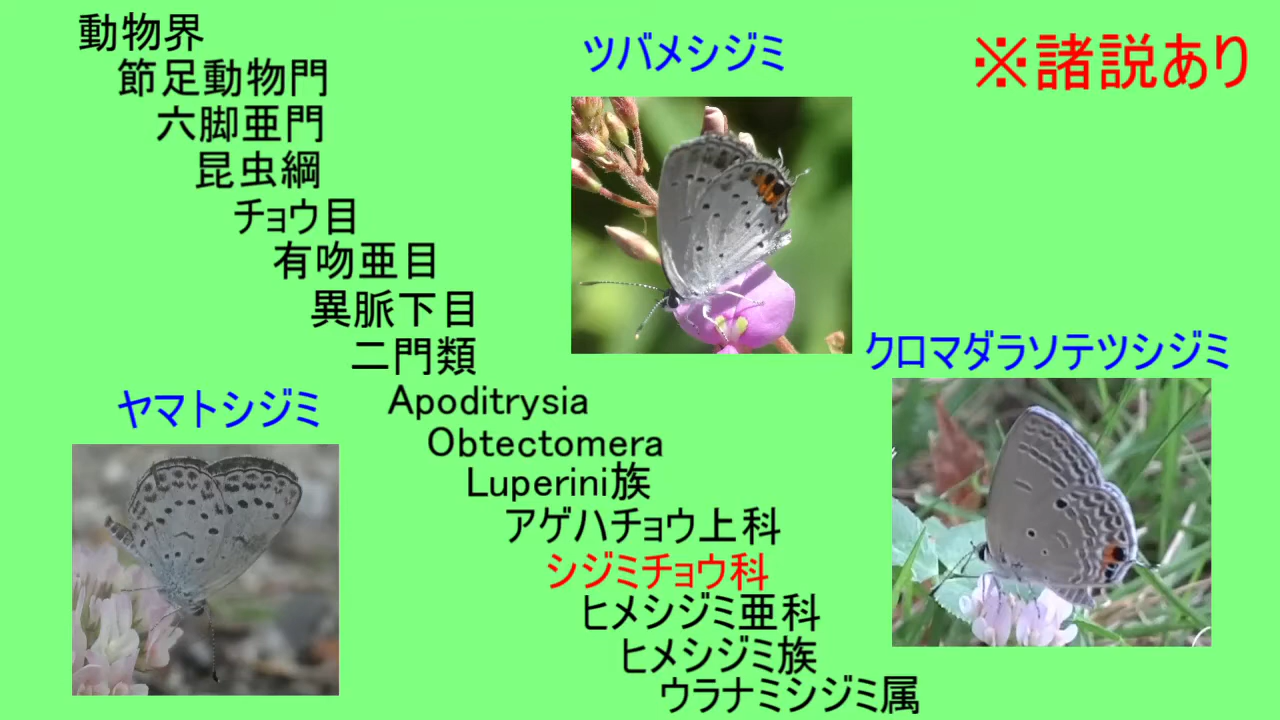 動物界
節足動物門
六脚亜門
昆虫綱
チョウ目
有吻亜目
異脈下目
二門類
Apoditrysia
Obtectomera
Luperini族
アゲハチョウ上科
シジミチョウ科
ヒメシジミ亜科
ヒメシジミ族
ウラナミシジミ属
ツバメシジミ
※諸説あり
クロマダラソテツシジミ
ヤマトシジミ